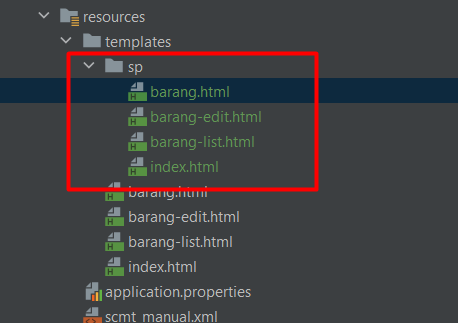 resources
templates
sp
barang.html
barang-edit.html
barang-list.html
index.html
barang.html
barang-edit.html
barang-list.html
index.html
application.properties
scmt_manual.xml